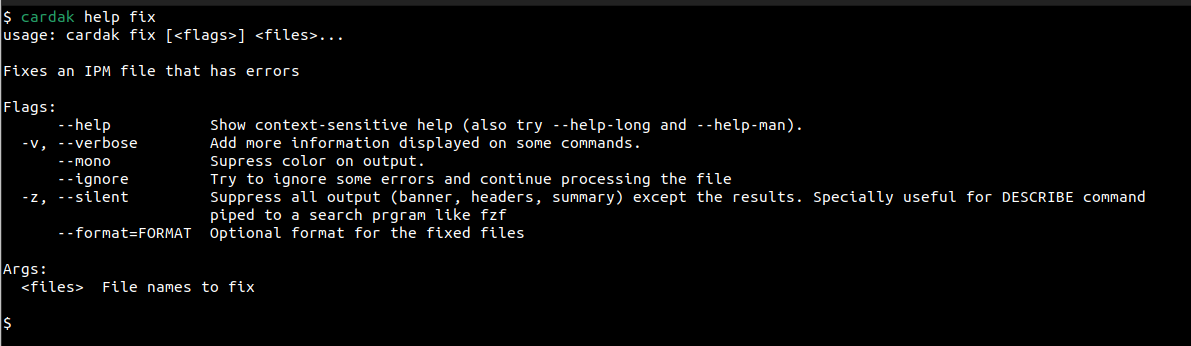 $ cardak help fix
usage: cardak fix [<flags>] <files>...
Fixes an IPM file that has errors
Flags:
--help Show context-sensitive help (also try --help-long and --help-man).
-v, --verbose Add more information displayed on some commands.
--mono Supress color on output.
--ignore Try to ignore some errors and continue processing the file
-z, --silent Suppress all output (banner, headers, summary) except the results. Specially useful for DESCRIBE command
piped to a search prgram like fzf
--format=FORMAT Optional format for the fixed files
Args:
<files> File names to fix
$